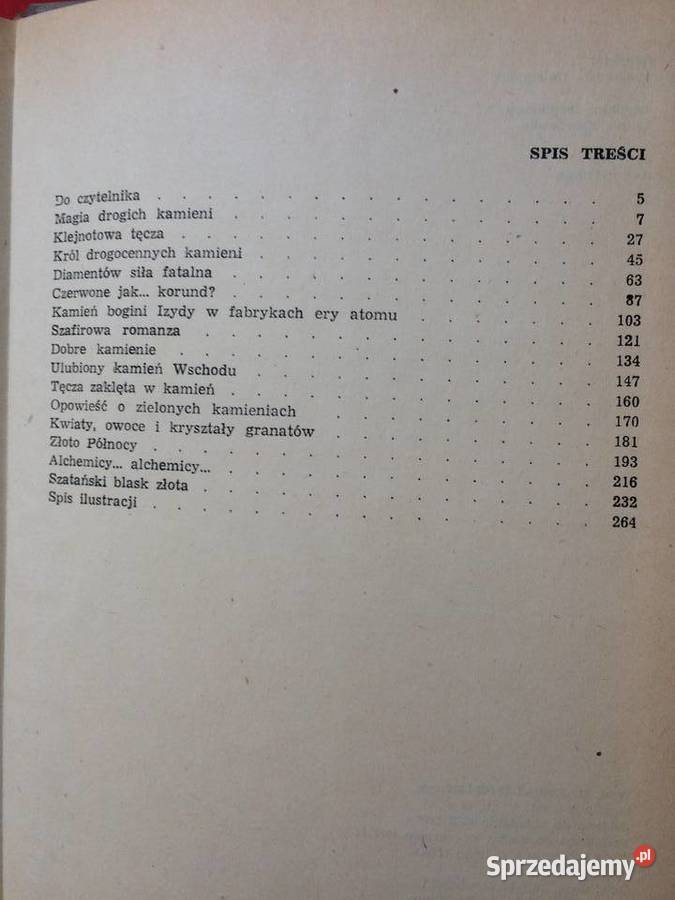 SPIS TREŚCI
Do czytelnika . . . . . . . . . . . . . . . . . 5
Magia drogich kamieni . . . . . . . . . . . . . . 7
Klejnotowa tęcza . . . . . . . . . . . . . . . . 27
Król drogocennych kamieni . . . . . . . . . . . . 45
Diamentów siła fatalna . . . . . . . . . . . . . 63
Czerwone jak... korund? . . . . . . . . . . . . . 87
Kamień bogini Izydy w fabrykach ery atomu . . . . . . 103
Szafirowa romanza . . . . . . . . . . . . . . . 121
Dobre kamienie . . . . . . . . . . . . . . . . 134
Ulubiony kamień Wschodu . . . . . . . . . . . . . 147
Tęcza zaklęta w kamień . . . . . . . . . . . . . 160
Opowieść o zielonych kamieniach . . . . . . . . . . 170
Kwiaty, owoce i kryształy granatów . . . . . . . . . 181
Złoto Północy . . . . . . . . . . . . . . . . . 193
Alchemicy... alchemicy... . . . . . . . . . . . . . 216
Szatański blask złota . . . . . . . . . . . . . . 232
Spis ilustracji . . . . . . . . . . . . . . . . 264
Sprzedajemy.pl